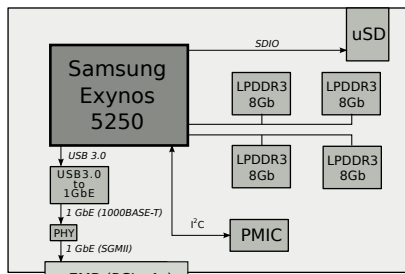 uSD
SDIO
Samsung
Exynos
5250
LPDDR3
8Gb
LPDDR3
8Gb
LPDDR3
8Gb
LPDDR3
8Gb
USB 3.0
USB3.0
to
1GbE
1 GbE (1000BASE-T)
PHY
1 GbE (SGMII)
I²C
PMIC